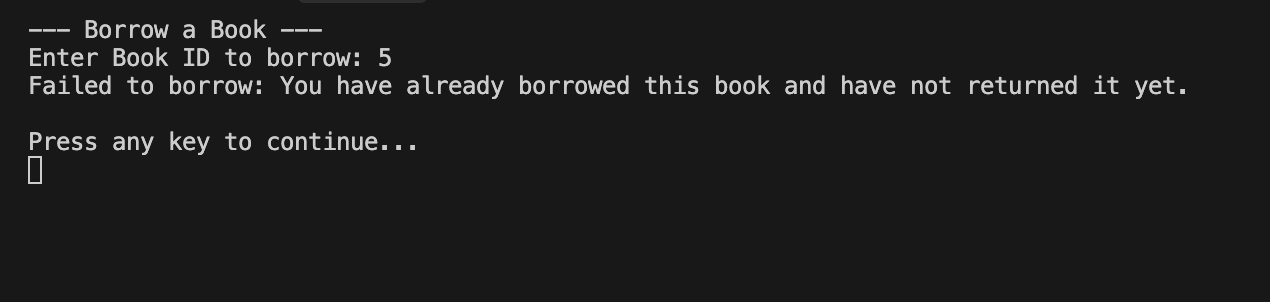 --- Borrow a Book ---
Enter Book ID to borrow: 5
Failed to borrow: You have already borrowed this book and have not returned it yet.
Press any key to continue...